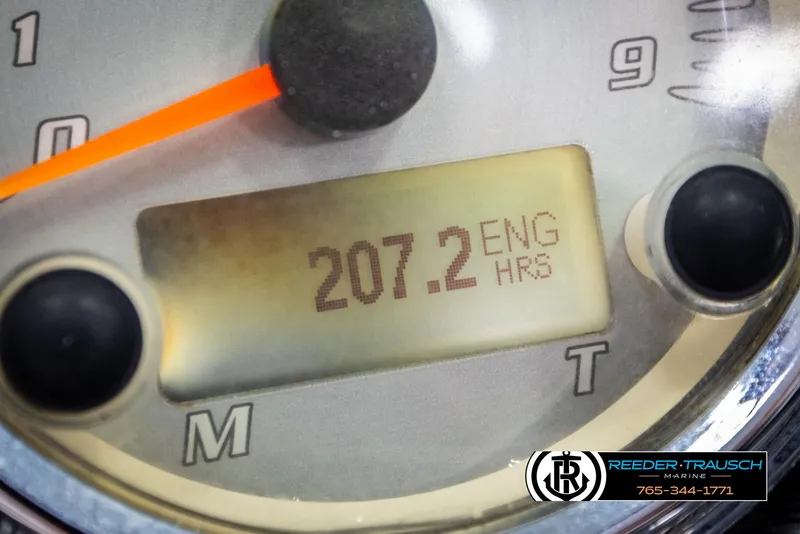 1
0
9
207.2 ENG
HRS
M
T
REEDER·TRAUSCH
MARINE
765-344-1771